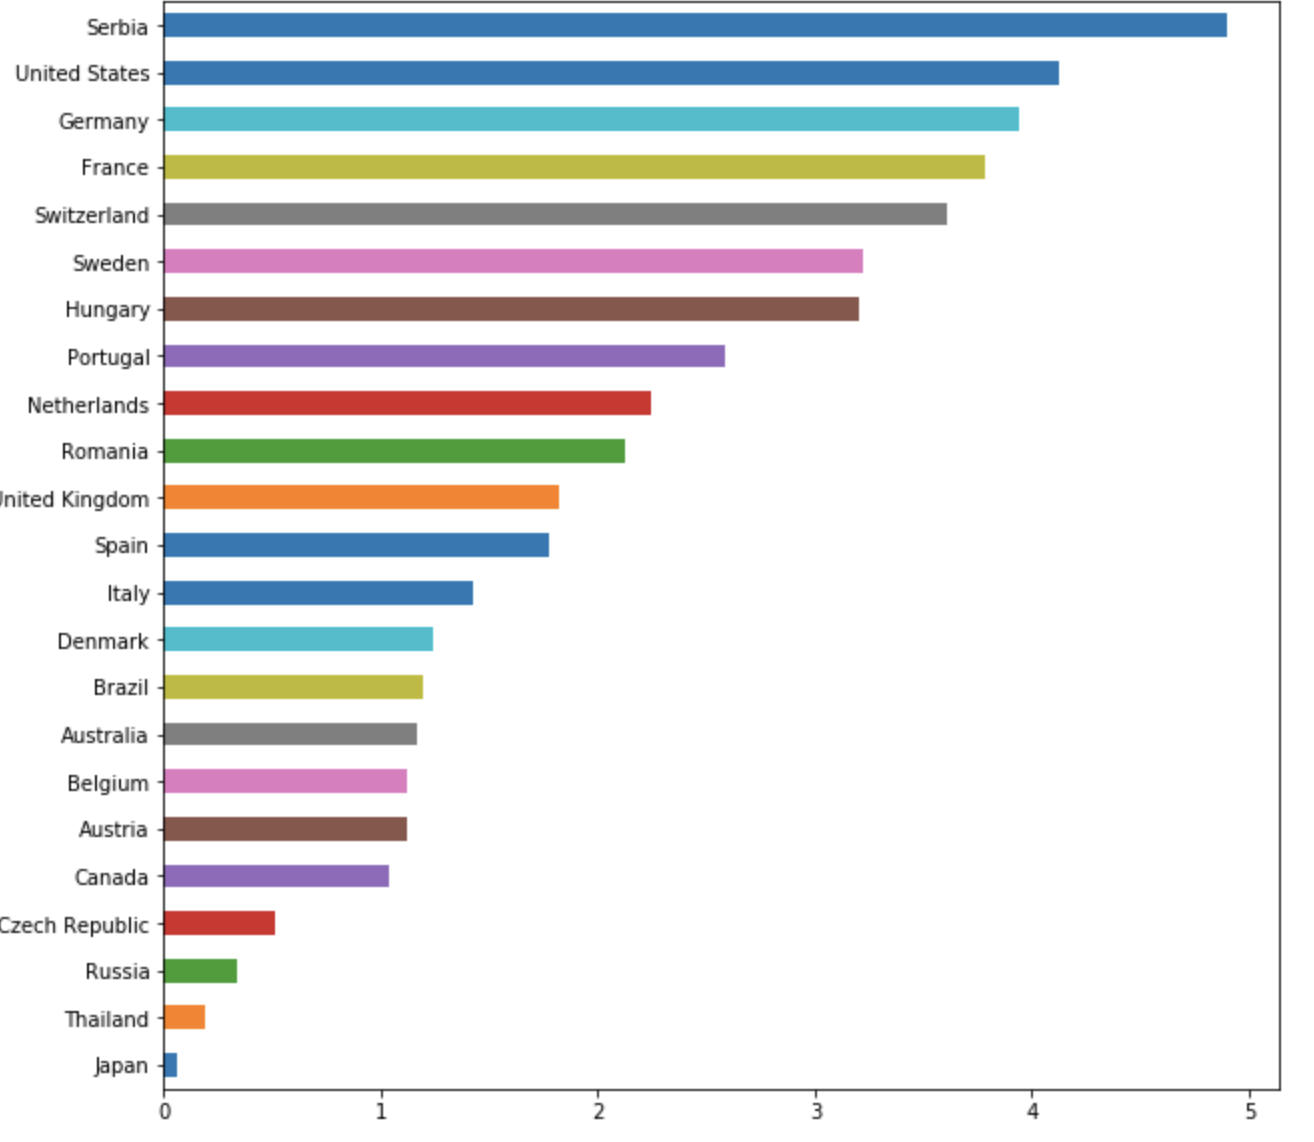 Serbia
United States
Germany
France
Switzerland
Sweden
Hungary
Portugal
Netherlands
Romania
United Kingdom
Spain
Italy
Denmark
Brazil
Australia
Belgium
Austria
Canada
Czech Republic
Russia
Thailand
Japan
0 1 2 3 4 5